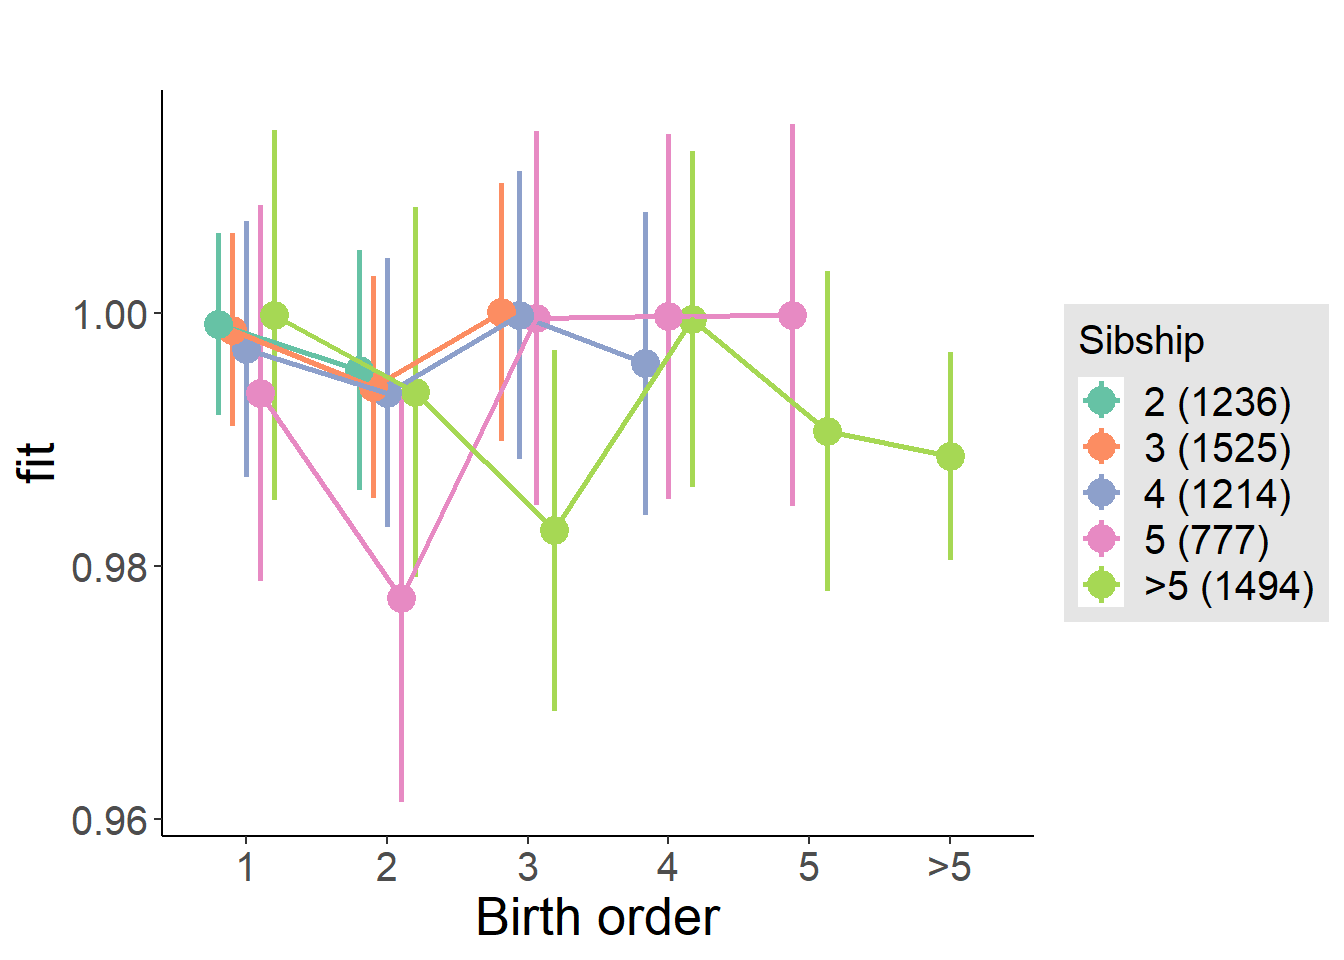 fit
1.00
0.98
0.96
1 2 3 4 5 >5
Birth order
Sibship
2 (1236)
3 (1525)
4 (1214)
5 (777)
>5 (1494)